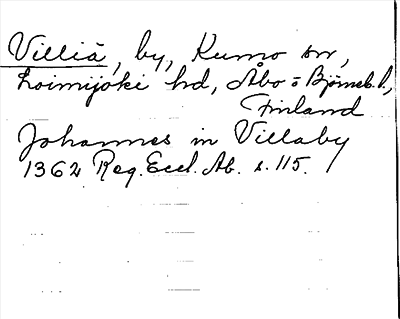 Villiä, by, Kumo sn,
Loimijoki hd, Åbo o Björneb. l.,
Finland
Johannes in Villaby
1362 Reg. Eccl. Ab. s. 115.